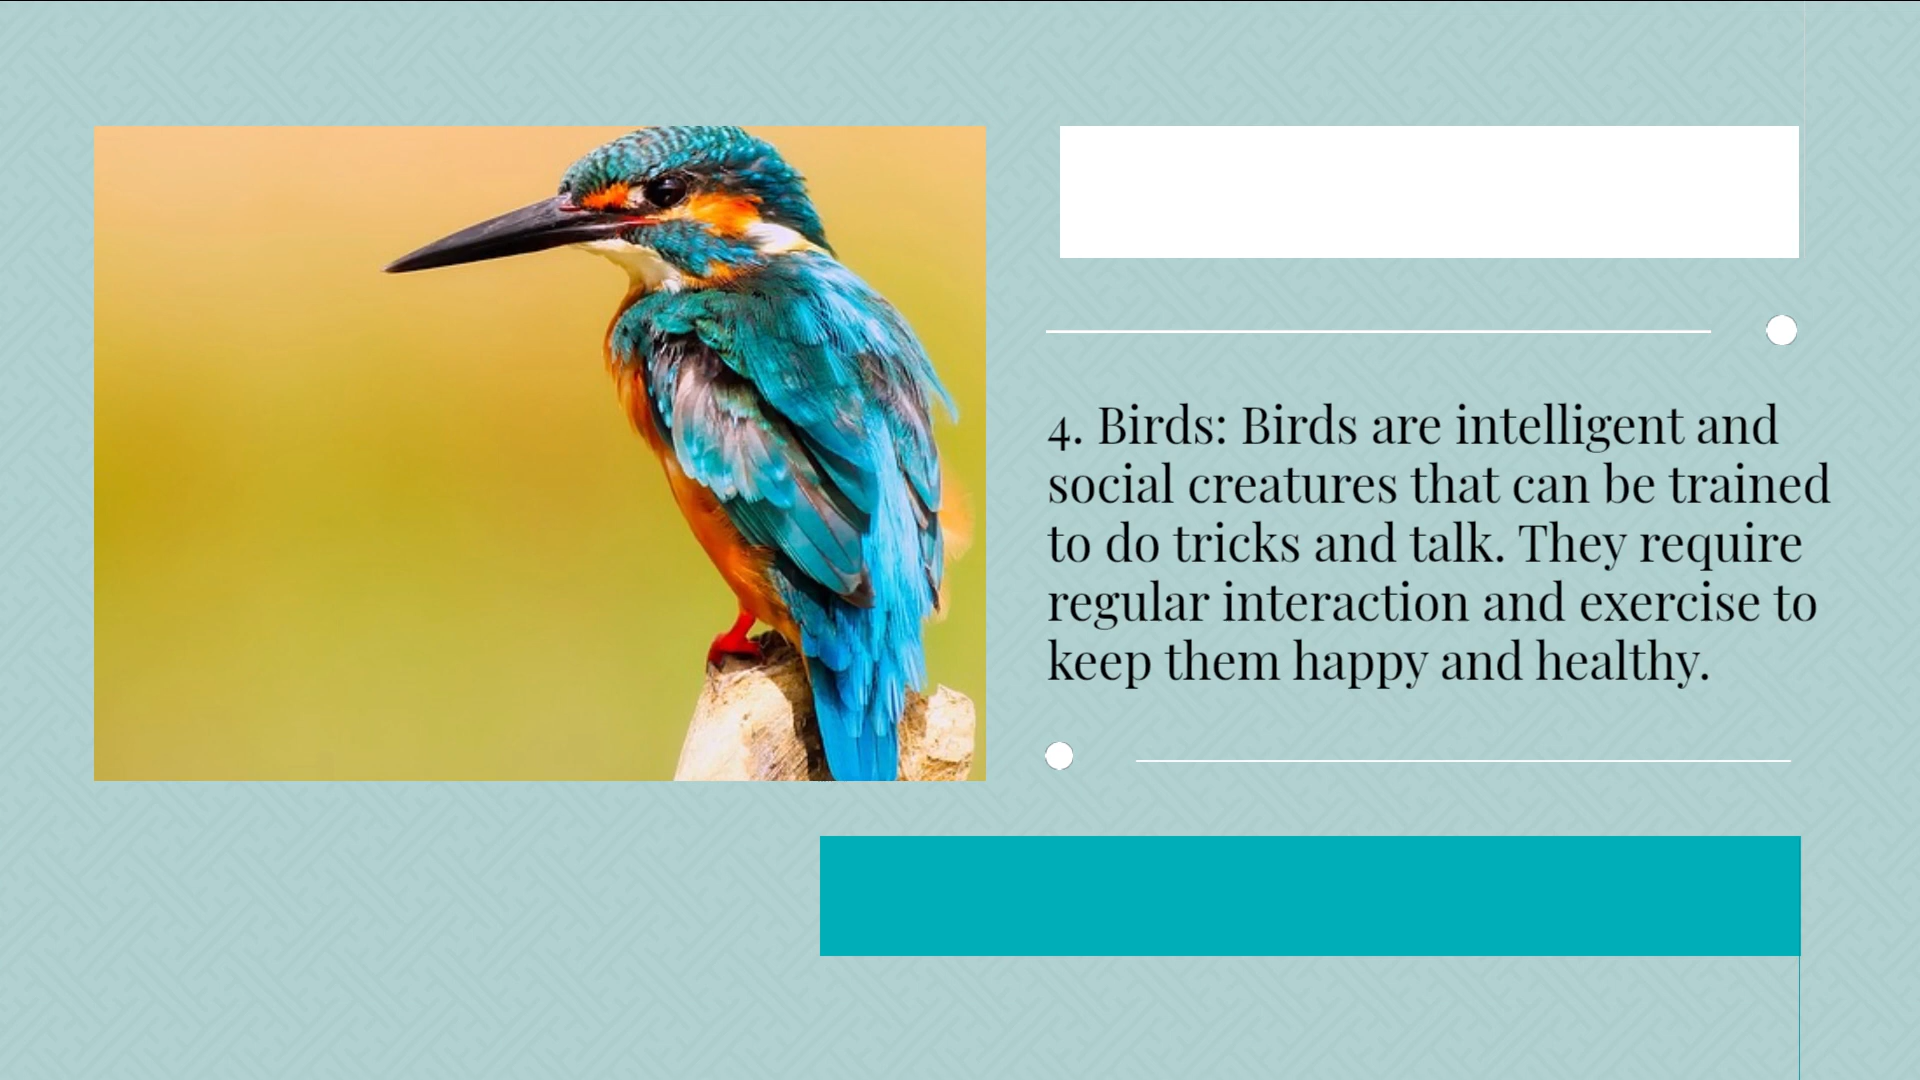 4. Birds: Birds are intelligent and
social creatures that can be trained
to do tricks and talk. They require
regular interaction and exercise to
keep them happy and healthy.